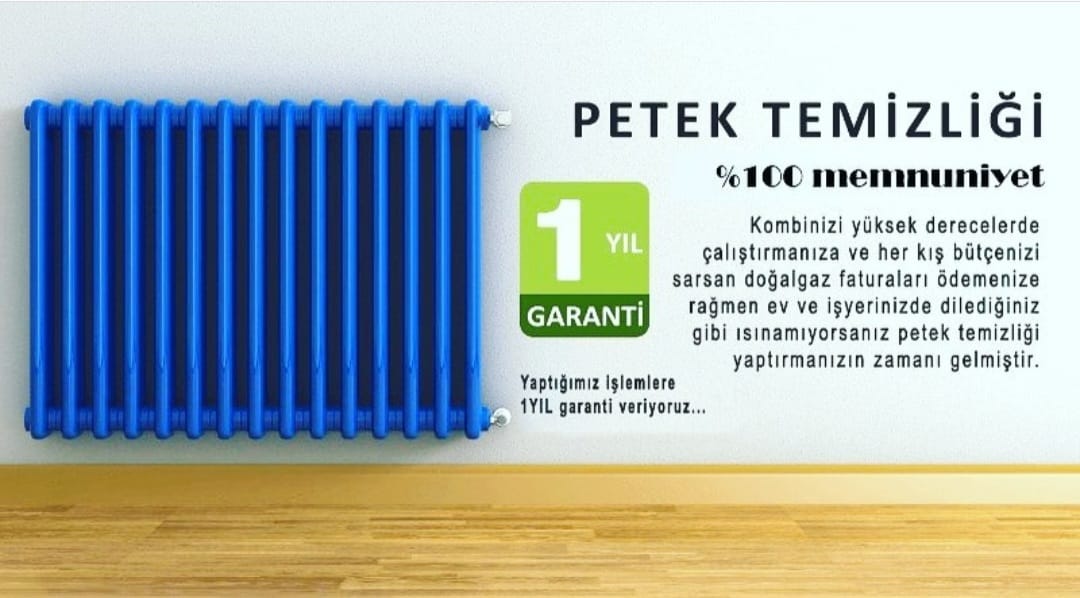 PETEK TEMİZLİĞİ
%100 memnuniyet
1 YIL
GARANTİ
Kombinizi yüksek derecelerde
çalıştırmanıza ve her kış bütçenizi
sarsan doğalgaz faturaları ödemenize
rağmen ev ve işyerinizde dilediğiniz
gibi ısınamıyorsanız petek temizliği
yaptırmanızın zamanı gelmiştir.
Yaptığımız işlemlere
1YIL garanti veriyoruz...